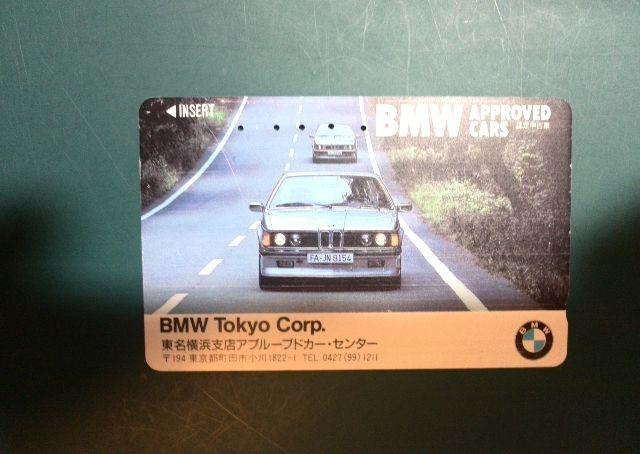 ◀INSERT
BMW APPROVED CARS
認定中古車
FA-JN 8154
BMW Tokyo Corp.
東名横浜支店アプルーブドカー・センター
〒194 東京都町田市小川1822-1 TEL 0427(99)1211
BMW